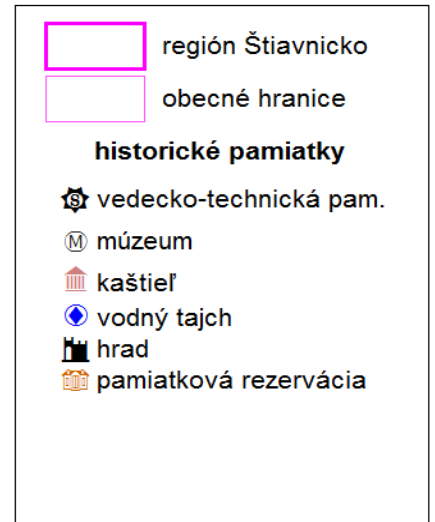 región Štiavnicko
obecné hranice
historické pamiatky
S vedecko-technická pam.
M múzeum
kaštieľ
vodný tajch
hrad
pamiatková rezervácia